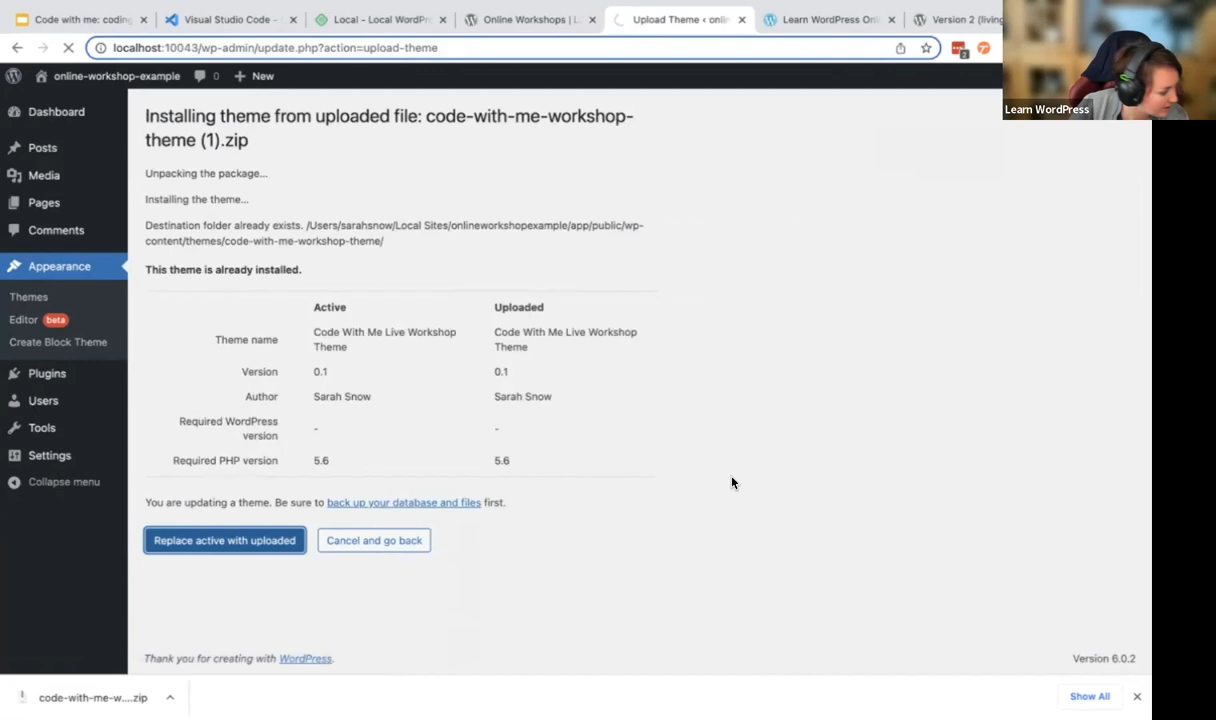 Code with me: coding
Visual Studio Code -
Local - Local WordPr
Online Workshops | L
Upload Theme ‹ onlin
Learn WordPress Onl
Version 2 (living
localhost:10043/wp-admin/update.php?action=upload-theme
online-workshop-example
0
New
Learn WordPress
Dashboard
Posts
Media
Pages
Comments
Appearance
Themes
Editor beta
Create Block Theme
Plugins
Users
Tools
Settings
Collapse menu
Installing theme from uploaded file: code-with-me-workshop-
theme (1).zip
Unpacking the package...
Installing the theme...
Destination folder already exists. /Users/sarahsnow/Local Sites/onlineworkshopexample/app/public/wp-
content/themes/code-with-me-workshop-theme/
This theme is already installed.
Active Uploaded
Theme name Code With Me Live Workshop Code With Me Live Workshop
Theme Theme
Version 0.1 0.1
Author Sarah Snow Sarah Snow
Required WordPress
version - -
Required PHP version 5.6 5.6
You are updating a theme. Be sure to back up your database and files first.
Replace active with uploaded Cancel and go back
Thank you for creating with WordPress.
Version 6.0.2
code-with-me-w....zip
Show All